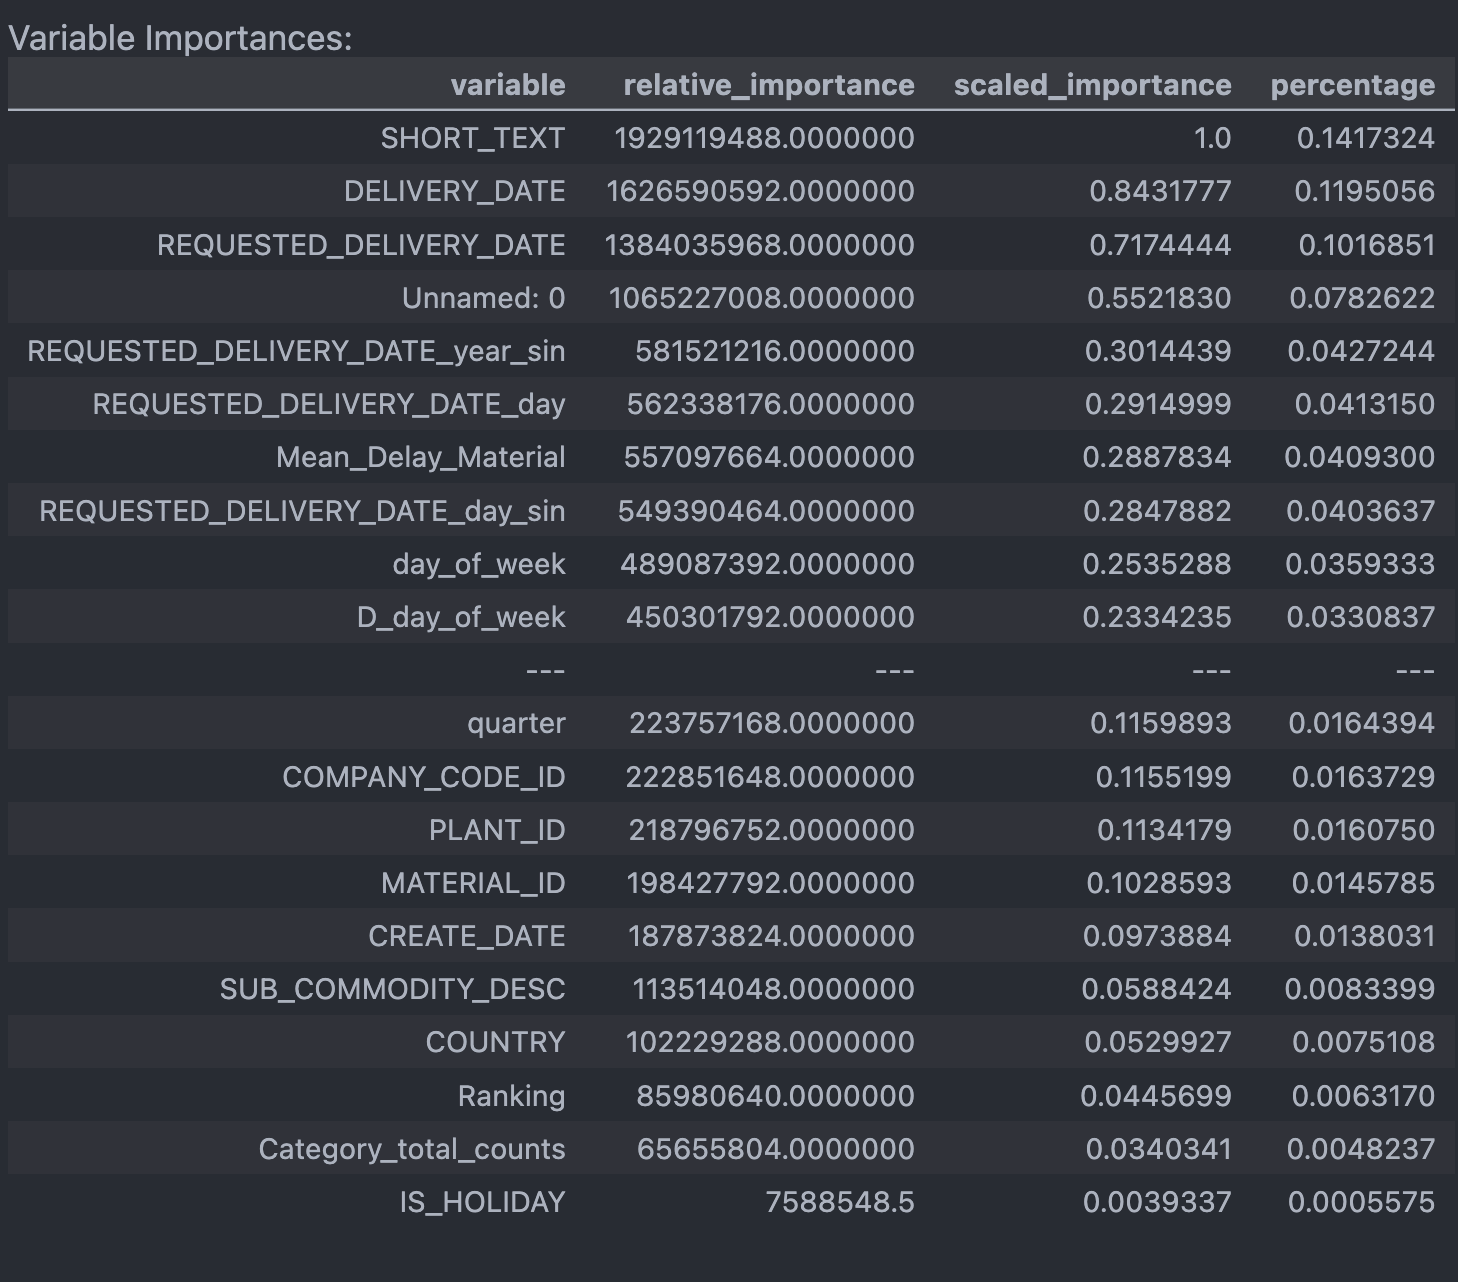 Variable Importances:
variable relative_importance scaled_importance percentage
SHORT_TEXT 1929119488.0000000 1.0 0.1417324
DELIVERY_DATE 1626590592.0000000 0.8431777 0.1195056
REQUESTED_DELIVERY_DATE 1384035968.0000000 0.7174444 0.1016851
Unnamed: 0 1065227008.0000000 0.5521830 0.0782622
REQUESTED_DELIVERY_DATE_year_sin 581521216.0000000 0.3014439 0.0427244
REQUESTED_DELIVERY_DATE_day 562338176.0000000 0.2914999 0.0413150
Mean_Delay_Material 557097664.0000000 0.2887834 0.0409300
REQUESTED_DELIVERY_DATE_day_sin 549390464.0000000 0.2847882 0.0403637
day_of_week 489087392.0000000 0.2535288 0.0359333
D_day_of_week 450301792.0000000 0.2334235 0.0330837
--- --- --- ---
quarter 223757168.0000000 0.1159893 0.0164394
COMPANY_CODE_ID 222851648.0000000 0.1155199 0.0163729
PLANT_ID 218796752.0000000 0.1134179 0.0160750
MATERIAL_ID 198427792.0000000 0.1028593 0.0145785
CREATE_DATE 187873824.0000000 0.0973884 0.0138031
SUB_COMMODITY_DESC 113514048.0000000 0.0588424 0.0083399
COUNTRY 102229288.0000000 0.0529927 0.0075108
Ranking 85980640.0000000 0.0445699 0.0063170
Category_total_counts 65655804.0000000 0.0340341 0.0048237
IS_HOLIDAY 7588548.5 0.0039337 0.0005575